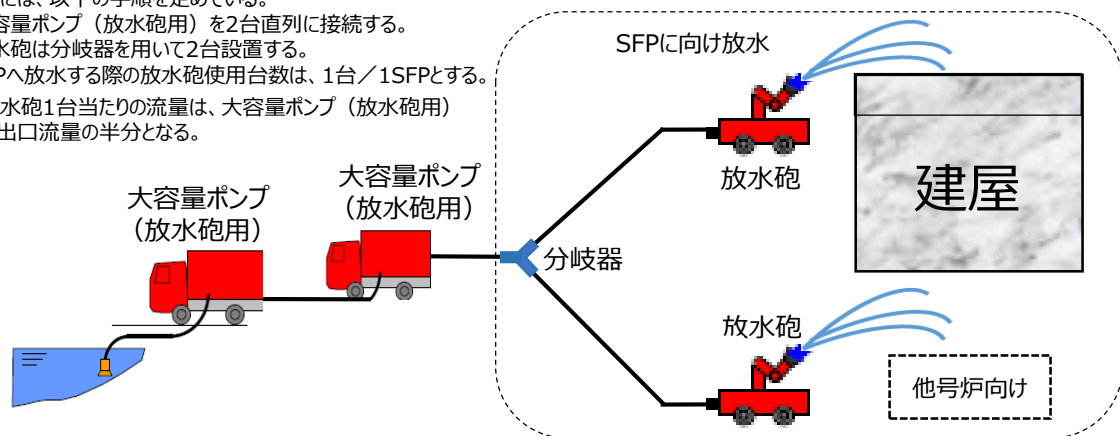 には、以下の手順を定めている。
容量ポンプ（放水砲用）を2台直列に接続する。
水砲は分岐器を用いて2台設置する。
Pへ放水する際の放水砲使用台数は、1台／1SFPとする。
水砲1台当たりの流量は、大容量ポンプ（放水砲用）
出口流量の半分となる。
SFPに向け放水
放水砲
建屋
大容量ポンプ
（放水砲用）
大容量ポンプ
（放水砲用）
分岐器
放水砲
他号炉向け